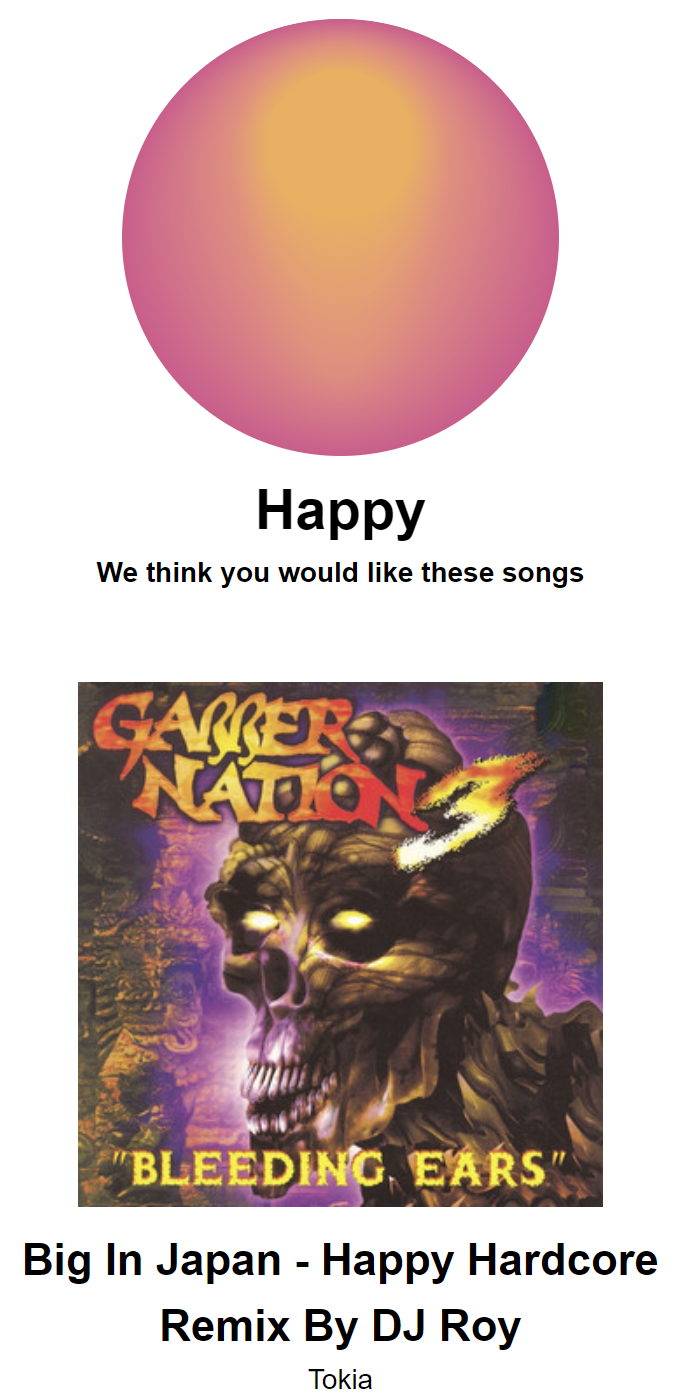 Happy
We think you would like these songs
GABBER
NATION 3
"BLEEDING EARS"
Big In Japan - Happy Hardcore
Remix By DJ Roy
Tokia